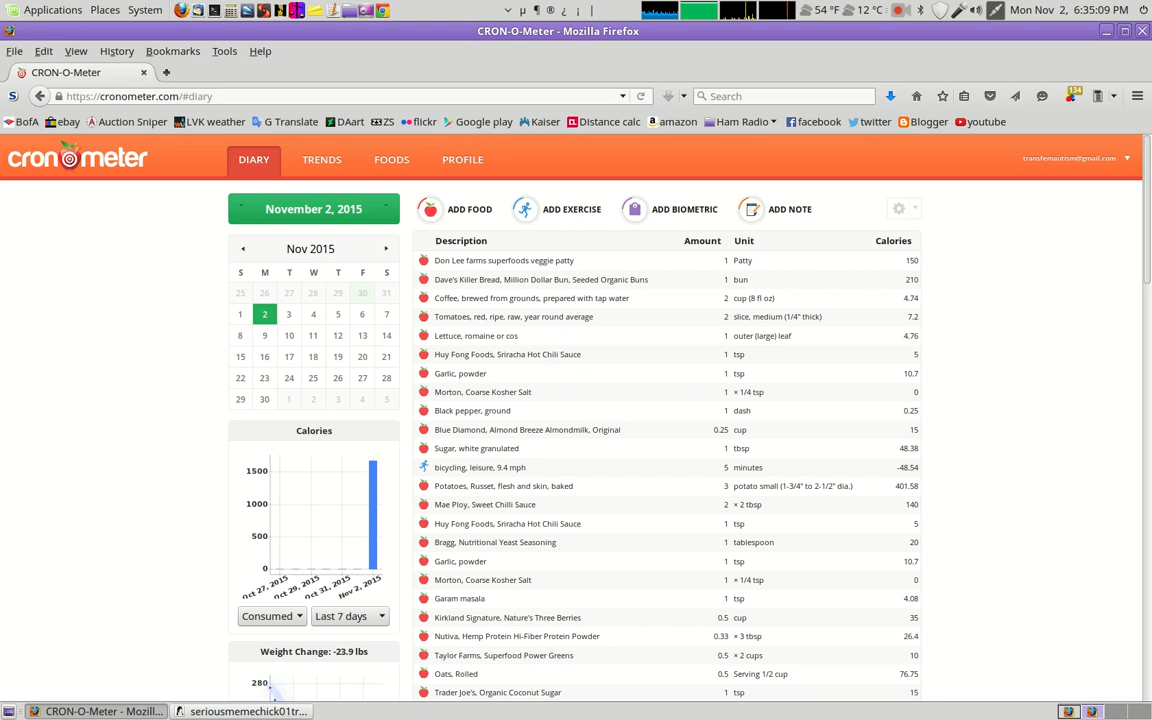 Applications Places System
54 °F 12 °C Mon Nov 2, 6:35:09 PM
CRON-O-Meter - Mozilla Firefox
File Edit View History Bookmarks Tools Help
CRON-O-Meter
https://cronometer.com/#diary
Search
134
BofA ebay Auction Sniper LVK weather G Translate DArt ZS flickr Google play Kaiser Distance calc amazon Ham Radio facebook twitter Blogger youtube
cronometer
DIARY TRENDS FOODS PROFILE
transfemautism@gmail.com
November 2, 2015
ADD FOOD ADD EXERCISE ADD BIOMETRIC ADD NOTE
Nov 2015
S M T W T F S
25 26 27 28 29 30 31
1 2 3 4 5 6 7
8 9 10 11 12 13 14
15 16 17 18 19 20 21
22 23 24 25 26 27 28
29 30 1 2 3 4 5
Calories
1500
1000
500
0
Oct 27, 2015 Oct 29, 2015 Oct 31, 2015 Nov 2, 2015
Consumed Last 7 days
Weight Change: -23.9 lbs
280
Description Amount Unit Calories
Don Lee farms superfoods veggie patty 1 Patty 150
Dave's Killer Bread, Million Dollar Bun, Seeded Organic Buns 1 bun 210
Coffee, brewed from grounds, prepared with tap water 2 cup (8 fl oz) 4.74
Tomatoes, red, ripe, raw, year round average 2 slice, medium (1/4" thick) 7.2
Lettuce, romaine or cos 1 outer (large) leaf 4.76
Huy Fong Foods, Sriracha Hot Chili Sauce 1 tsp 5
Garlic, powder 1 tsp 10.7
Morton, Coarse Kosher Salt 1 × 1/4 tsp 0
Black pepper, ground 1 dash 0.25
Blue Diamond, Almond Breeze Almondmilk, Original 0.25 cup 15
Sugar, white granulated 1 tbsp 48.38
bicycling, leisure, 9.4 mph 5 minutes -48.54
Potatoes, Russet, flesh and skin, baked 3 potato small (1-3/4" to 2-1/2" dia.) 401.58
Mae Ploy, Sweet Chilli Sauce 2 × 2 tbsp 140
Huy Fong Foods, Sriracha Hot Chili Sauce 1 tsp 5
Bragg, Nutritional Yeast Seasoning 1 tablespoon 20
Garlic, powder 1 tsp 10.7
Morton, Coarse Kosher Salt 1 × 1/4 tsp 0
Garam masala 1 tsp 4.08
Kirkland Signature, Nature's Three Berries 0.5 cup 35
Nutiva, Hemp Protein Hi-Fiber Protein Powder 0.33 × 3 tbsp 26.4
Taylor Farms, Superfood Power Greens 0.5 × 2 cups 10
Oats, Rolled 0.5 Serving 1/2 cup 76.75
Trader Joe's, Organic Coconut Sugar 1 tsp 15
CRON-O-Meter - Mozill... seriousmemechick01tr...